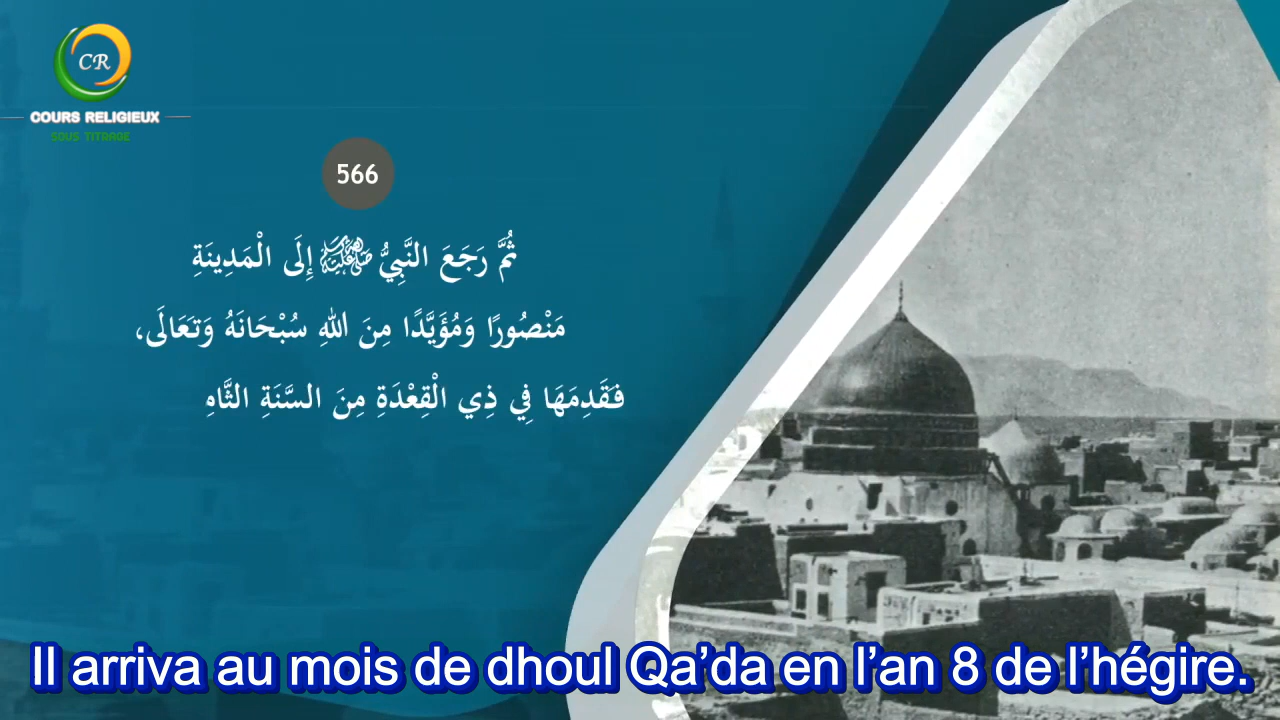 CR
COURS RELIGIEUX
SOUS TITRAGE
566
ثُمَّ رَجَعَ النَّبِيُّ ﷺ إِلَى الْمَدِينَةِ
مَنْصُورًا وَمُؤَيَّدًا مِنَ اللهِ سُبْحَانَهُ وَتَعَالَى،
فَقَدِمَهَا فِي ذِي الْقِعْدَةِ مِنَ السَّنَةِ الثَّاهِ
Il arriva au mois de dhoul Qa’da en l’an 8 de l’hégire.